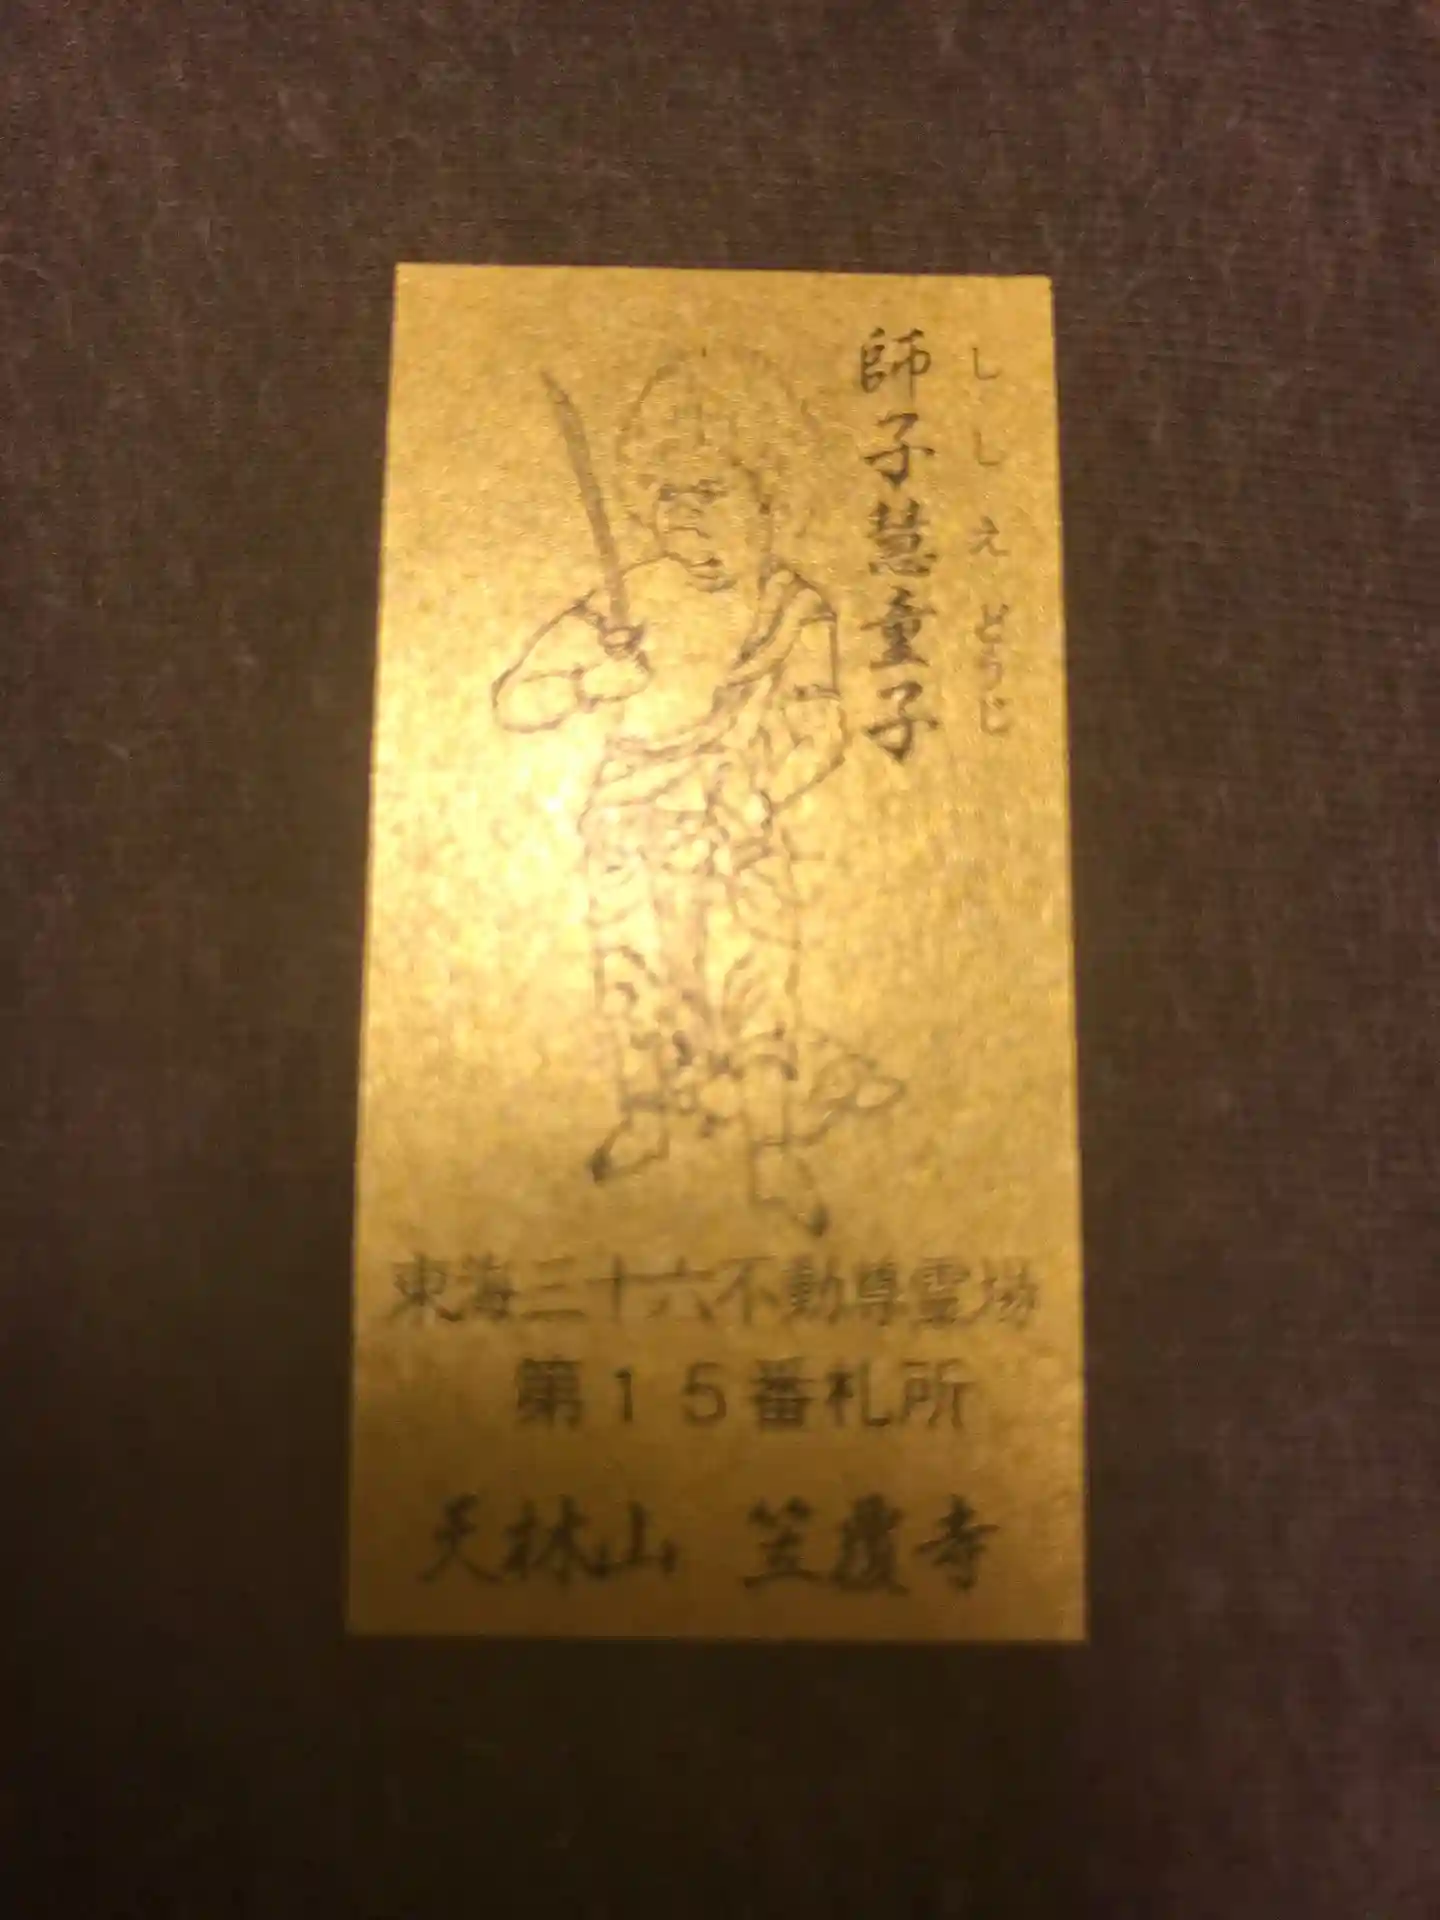 ししえどうじ
師子慧童子
東海三十六不動尊霊場
第15番札所
天林山 笠覆寺